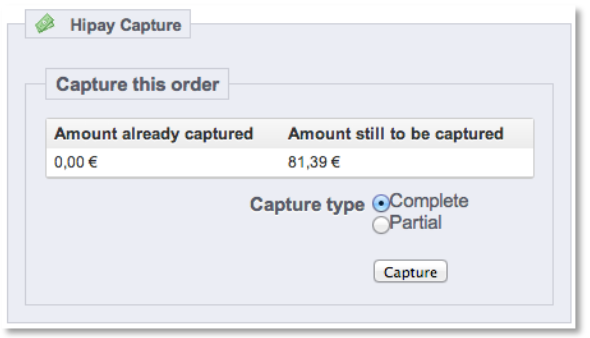 Hipay Capture
Capture this order
Amount already captured Amount still to be captured
0,00 € 81,39 €
Capture type Complete
Partial
Capture